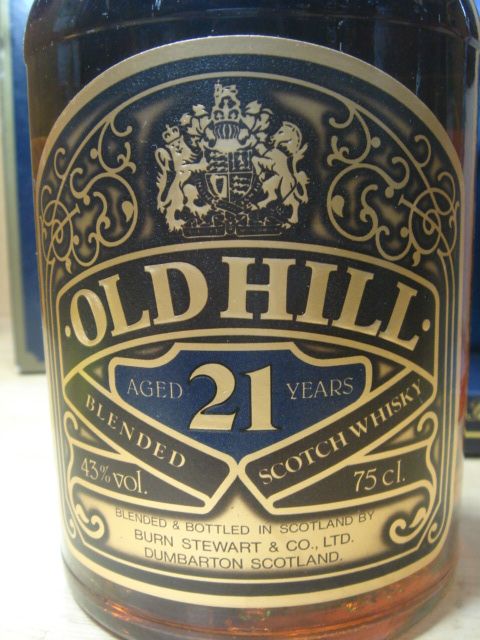 ·OLD HILL·
AGED 21 YEARS
BLENDED SCOTCH WHISKY
43% vol. 75 cl.
BLENDED & BOTTLED IN SCOTLAND BY
BURN STEWART & CO., LTD.
DUMBARTON SCOTLAND.